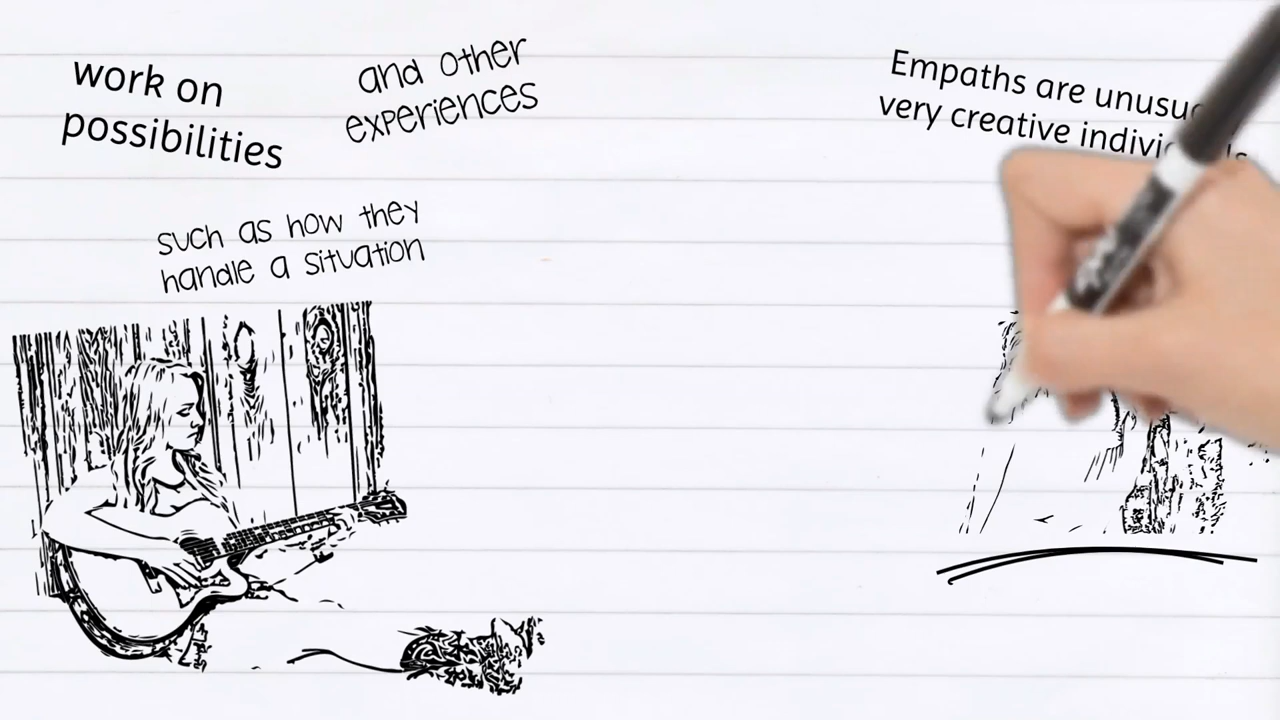 work on
possibilities
and other
experiences
such as how they
handle a situation
Empaths are
very creative